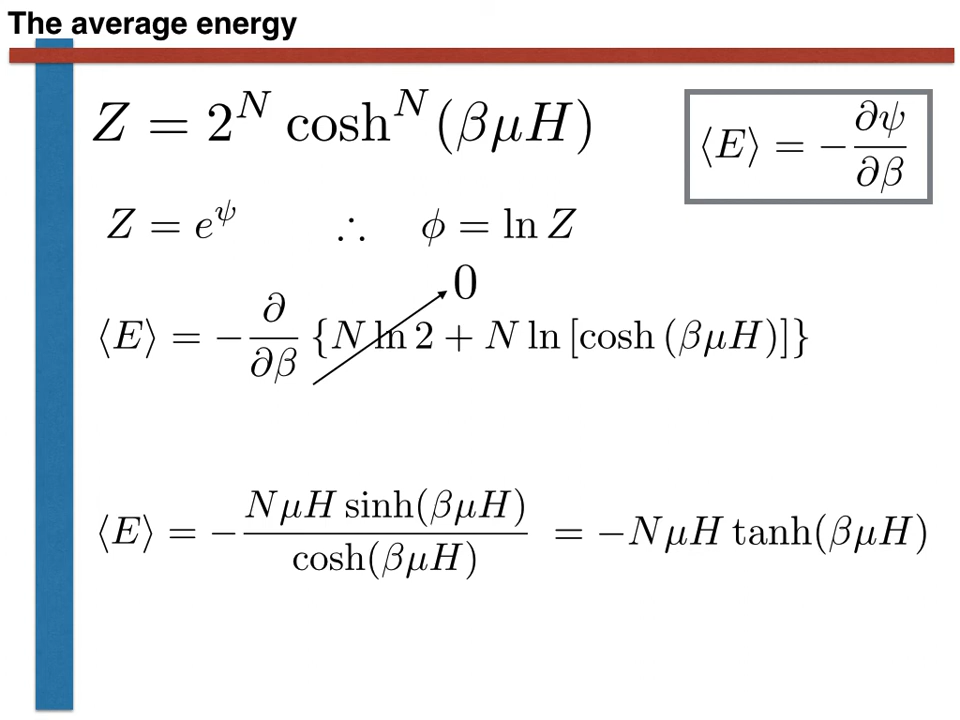 The average energy
Z = 2^N cosh^N(βμH)
⟨E⟩ = −∂ψ/∂β
Z = e^ψ ∴ ϕ = ln Z
0
⟨E⟩ = −∂/∂β {N ln 2 + N ln [cosh (βμH)]}
⟨E⟩ = −NμH sinh(βμH)/cosh(βμH) = −NμH tanh(βμH)